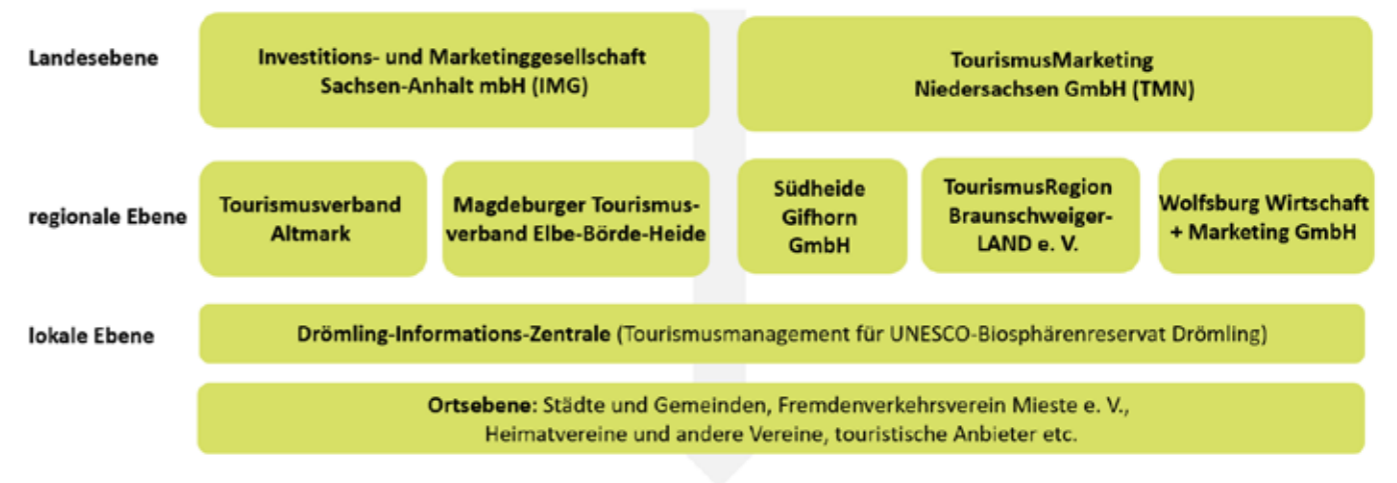 Landesebene
Investitions- und Marketinggesellschaft
Sachsen-Anhalt mbH (IMG)
TourismusMarketing
Niedersachsen GmbH (TMN)
regionale Ebene
Tourismusverband
Altmark
Magdeburger Tourismus-
verband Elbe-Börde-Heide
Südheide
Gifhorn
GmbH
TourismusRegion
Braunschweiger-
LAND e. V.
Wolfsburg Wirtschaft
+ Marketing GmbH
lokale Ebene
Drömling-Informations-Zentrale (Tourismusmanagement für UNESCO-Biosphärenreservat Drömling)
Ortsebene: Städte und Gemeinden, Fremdenverkehrsverein Mieste e. V.,
Heimatvereine und andere Vereine, touristische Anbieter etc.